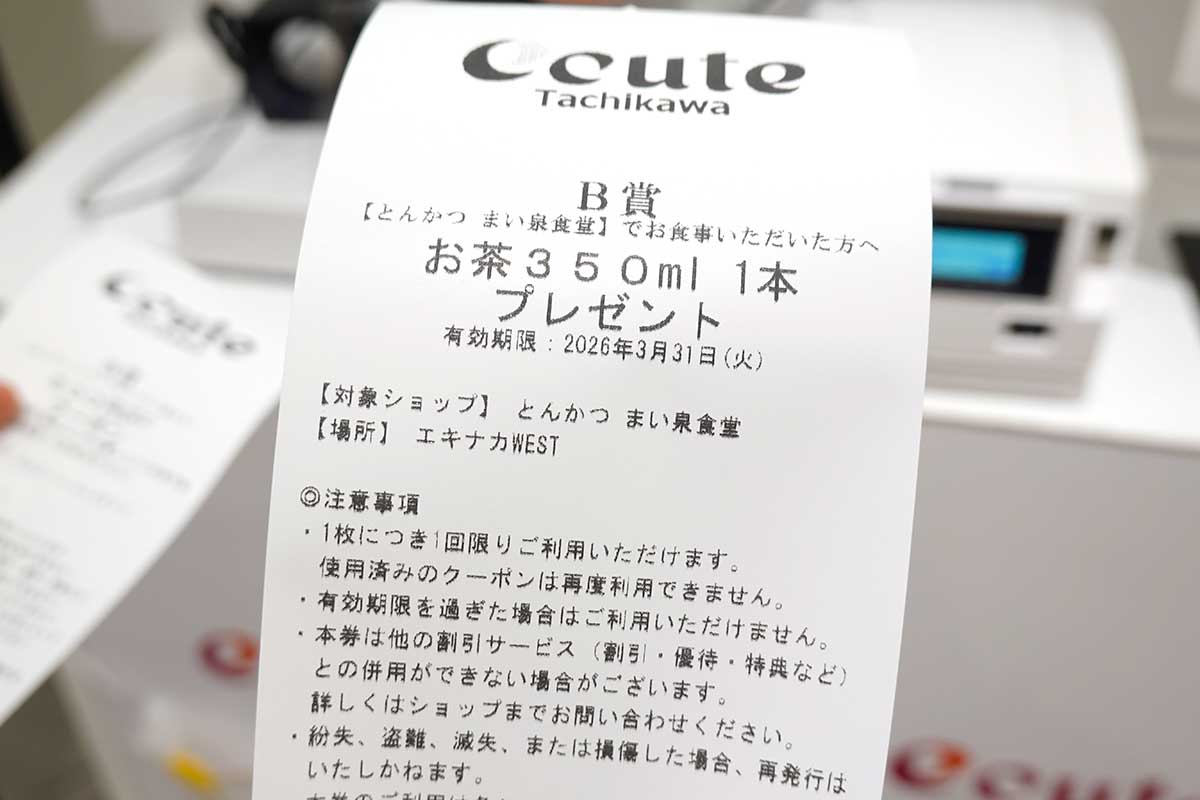 ecute
Tachikawa
B賞
【とんかつ まい泉食堂】でお食事いただいた方へ
お茶350ml 1本
プレゼント
有効期限:2026年3月31日(火)
【対象ショップ】 とんかつ まい泉食堂
【場所】 エキナカWEST
◎注意事項
・1枚につき1回限りご利用いただけます。
使用済みのクーポンは再度利用できません。
・有効期限を過ぎた場合はご利用いただけません。
・本券は他の割引サービス(割引・優待・特典など)
との併用ができない場合がございます。
詳しくはショップまでお問い合わせください。
・紛失、盗難、滅失、または損傷した場合、再発行は
いたしかねます。
ecute
ecute